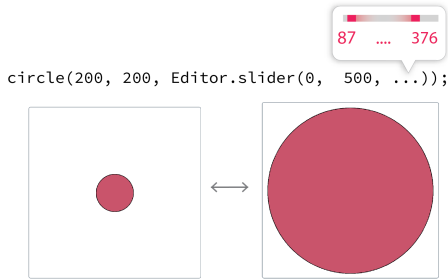 87 .... 376
circle(200, 200, Editor.slider(0, 500, ...));